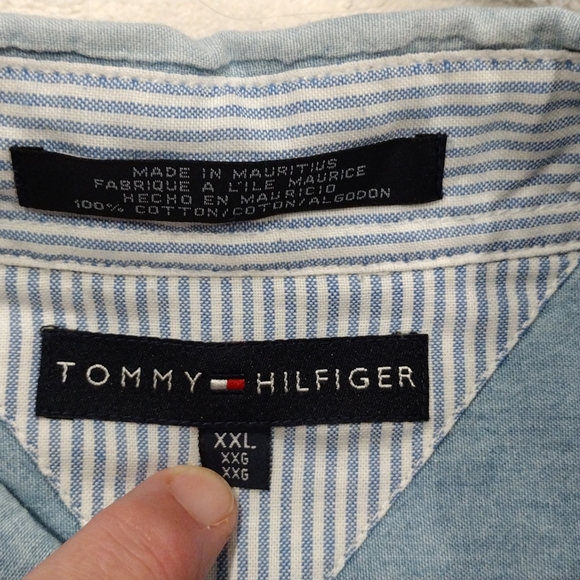 MADE IN MAURITIUS
FABRIQUE A L'ILE MAURICE
HECHO EN MAURICIO
100% COTTON/COTON/ALGODON
TOMMY HILFIGER
XXL
XXG
XXG